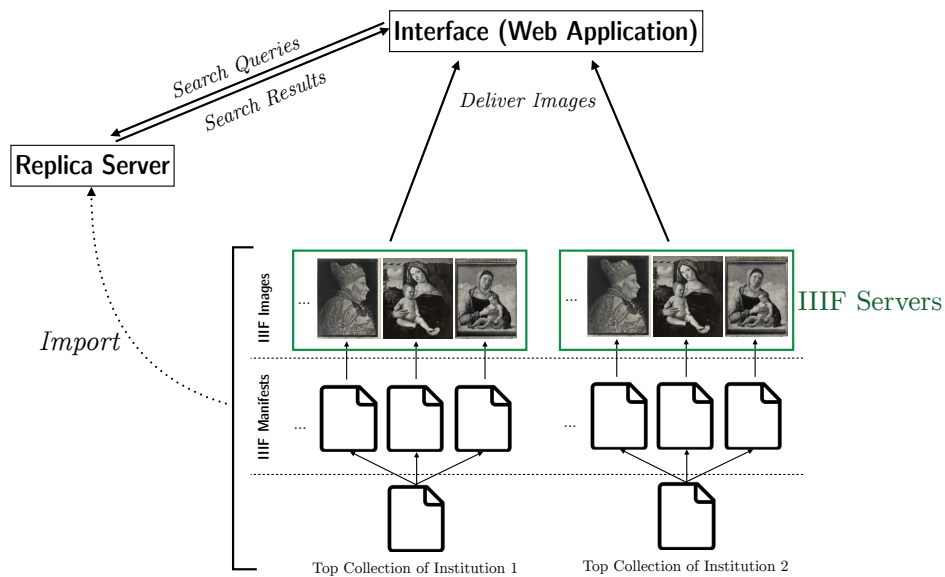 Interface (Web Application)
Search Queries
Search Results
Deliver Images
Replica Server
IIIF Images
...
...
IIIF Servers
Import
IIIF Manifests
...
...
Top Collection of Institution 1
Top Collection of Institution 2